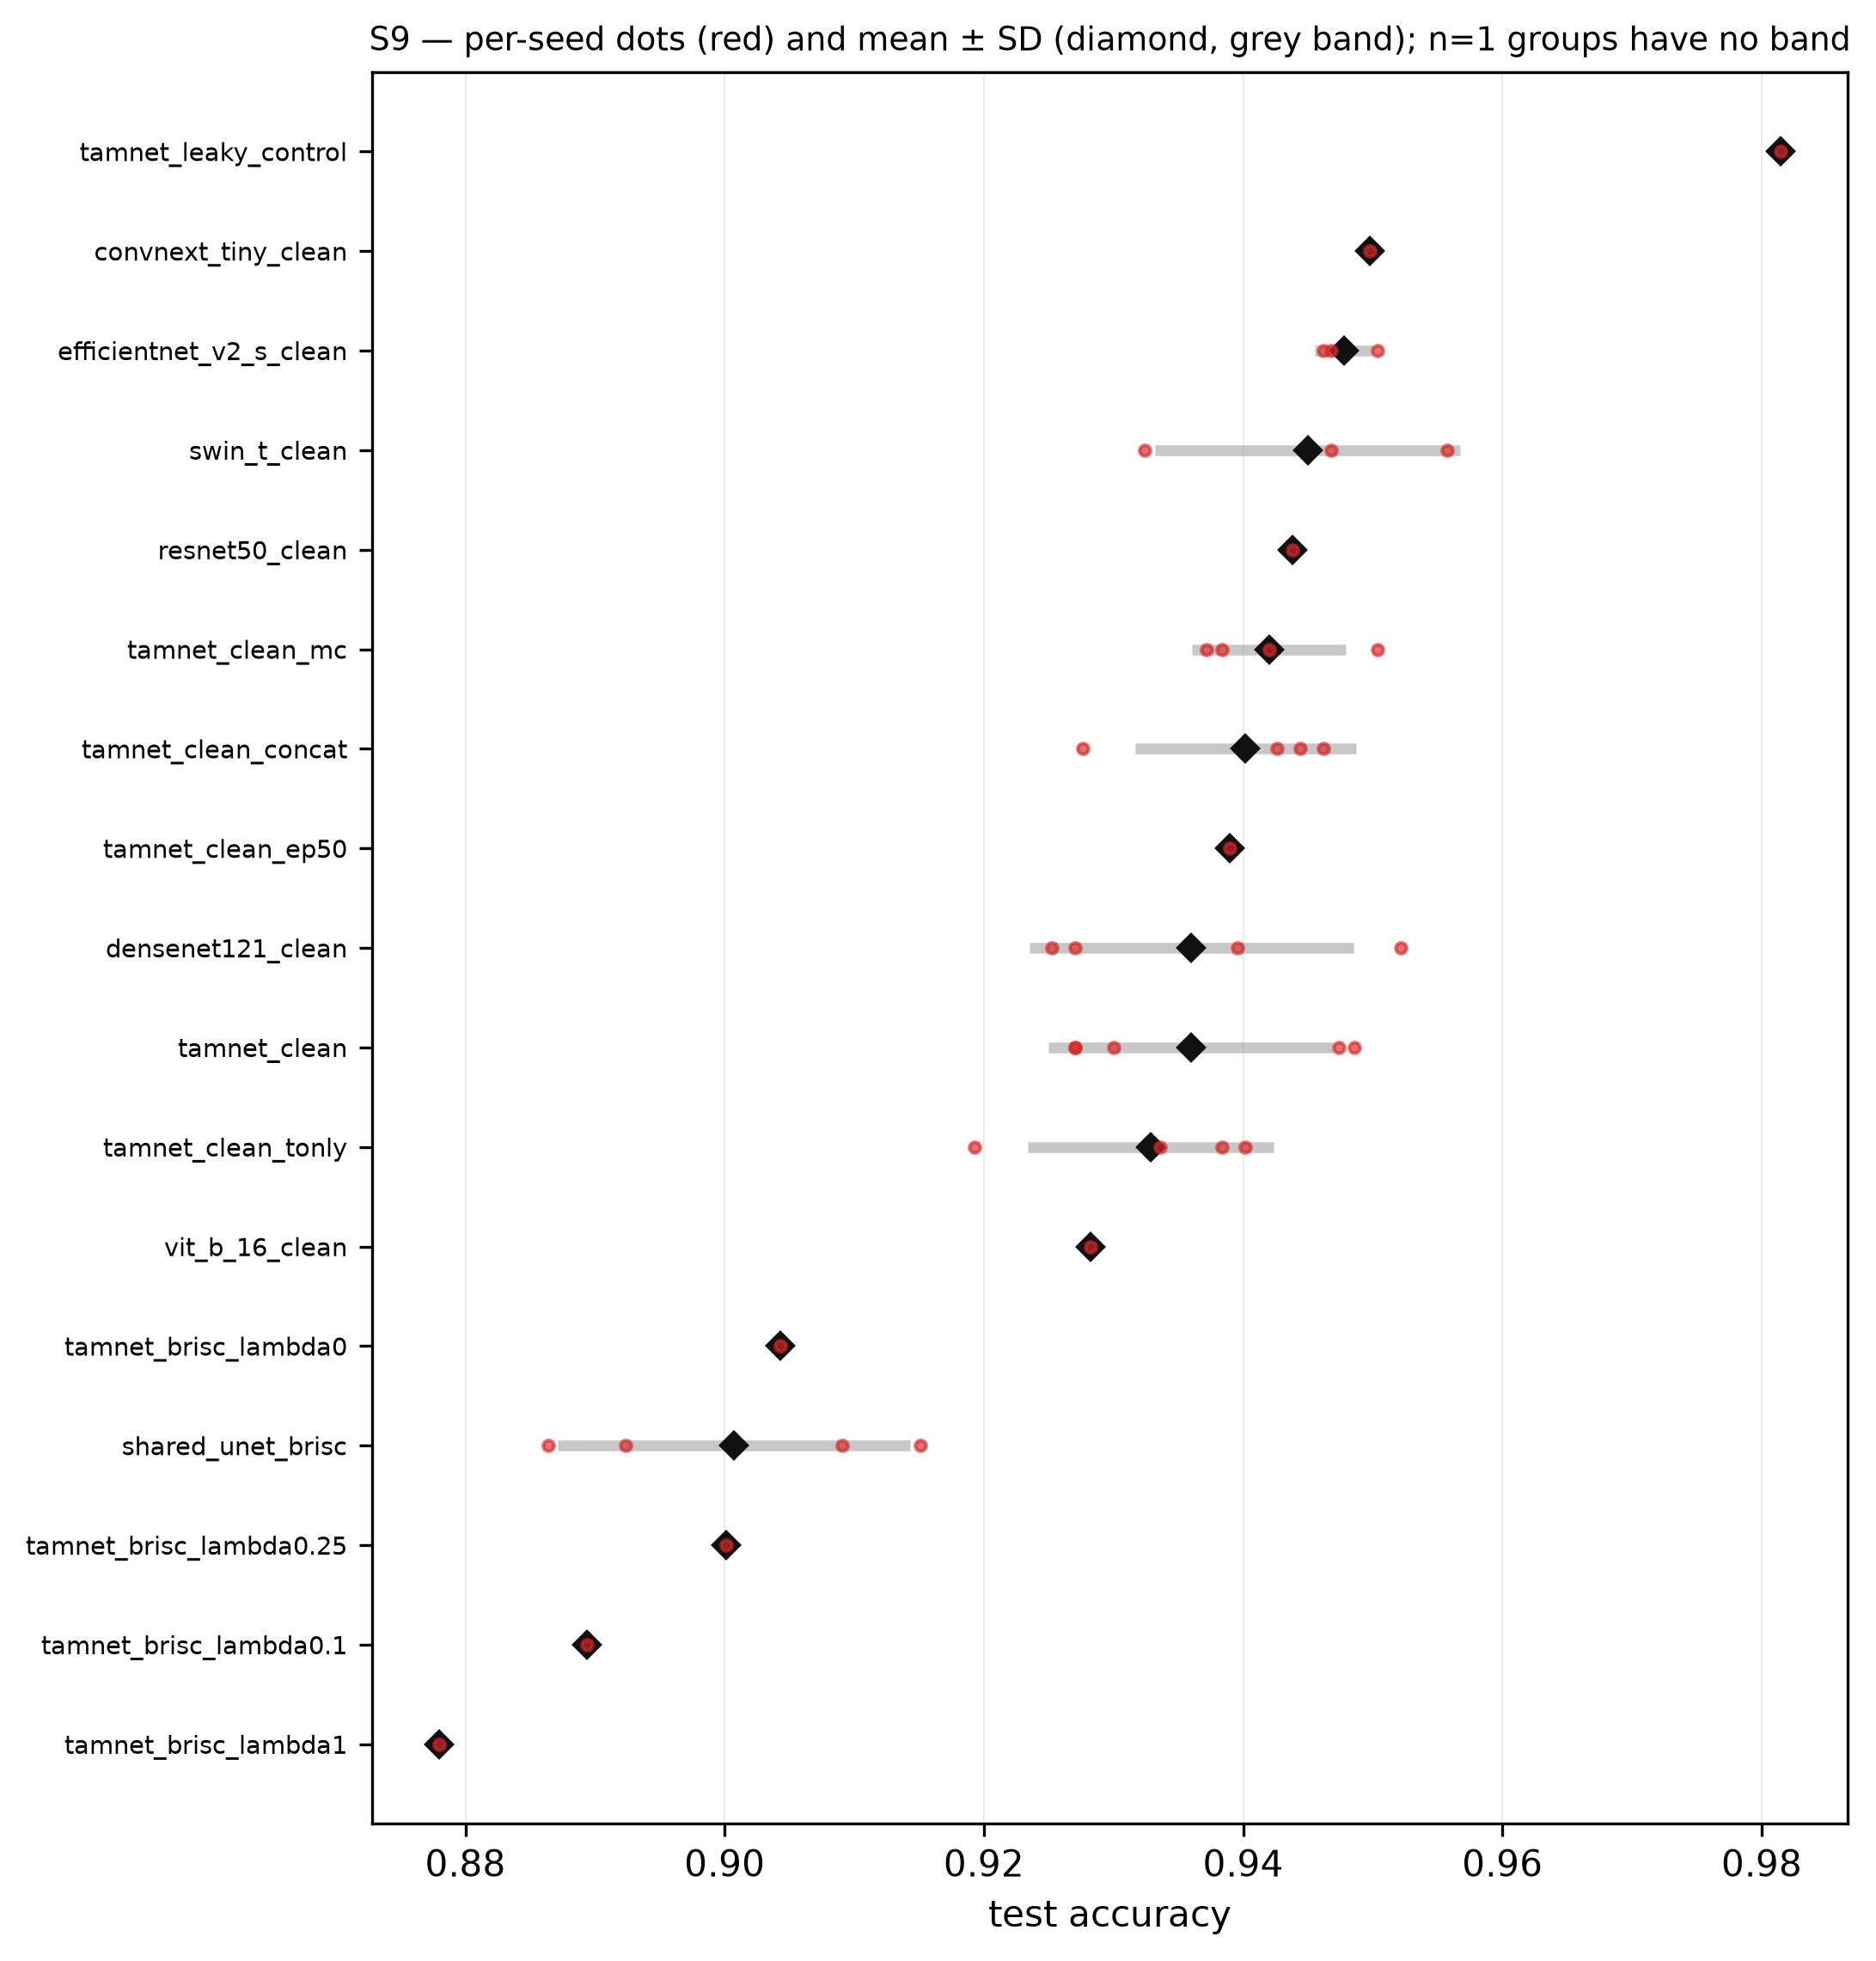 S9 — per-seed dots (red) and mean ± SD (diamond, grey band); n=1 groups have no band
tamnet_leaky_control
convnext_tiny_clean
efficientnet_v2_s_clean
swin_t_clean
resnet50_clean
tamnet_clean_mc
tamnet_clean_concat
tamnet_clean_ep50
densenet121_clean
tamnet_clean
tamnet_clean_tonly
vit_b_16_clean
tamnet_brisc_lambda0
shared_unet_brisc
tamnet_brisc_lambda0.25
tamnet_brisc_lambda0.1
tamnet_brisc_lambda1
0.88 0.90 0.92 0.94 0.96 0.98
test accuracy